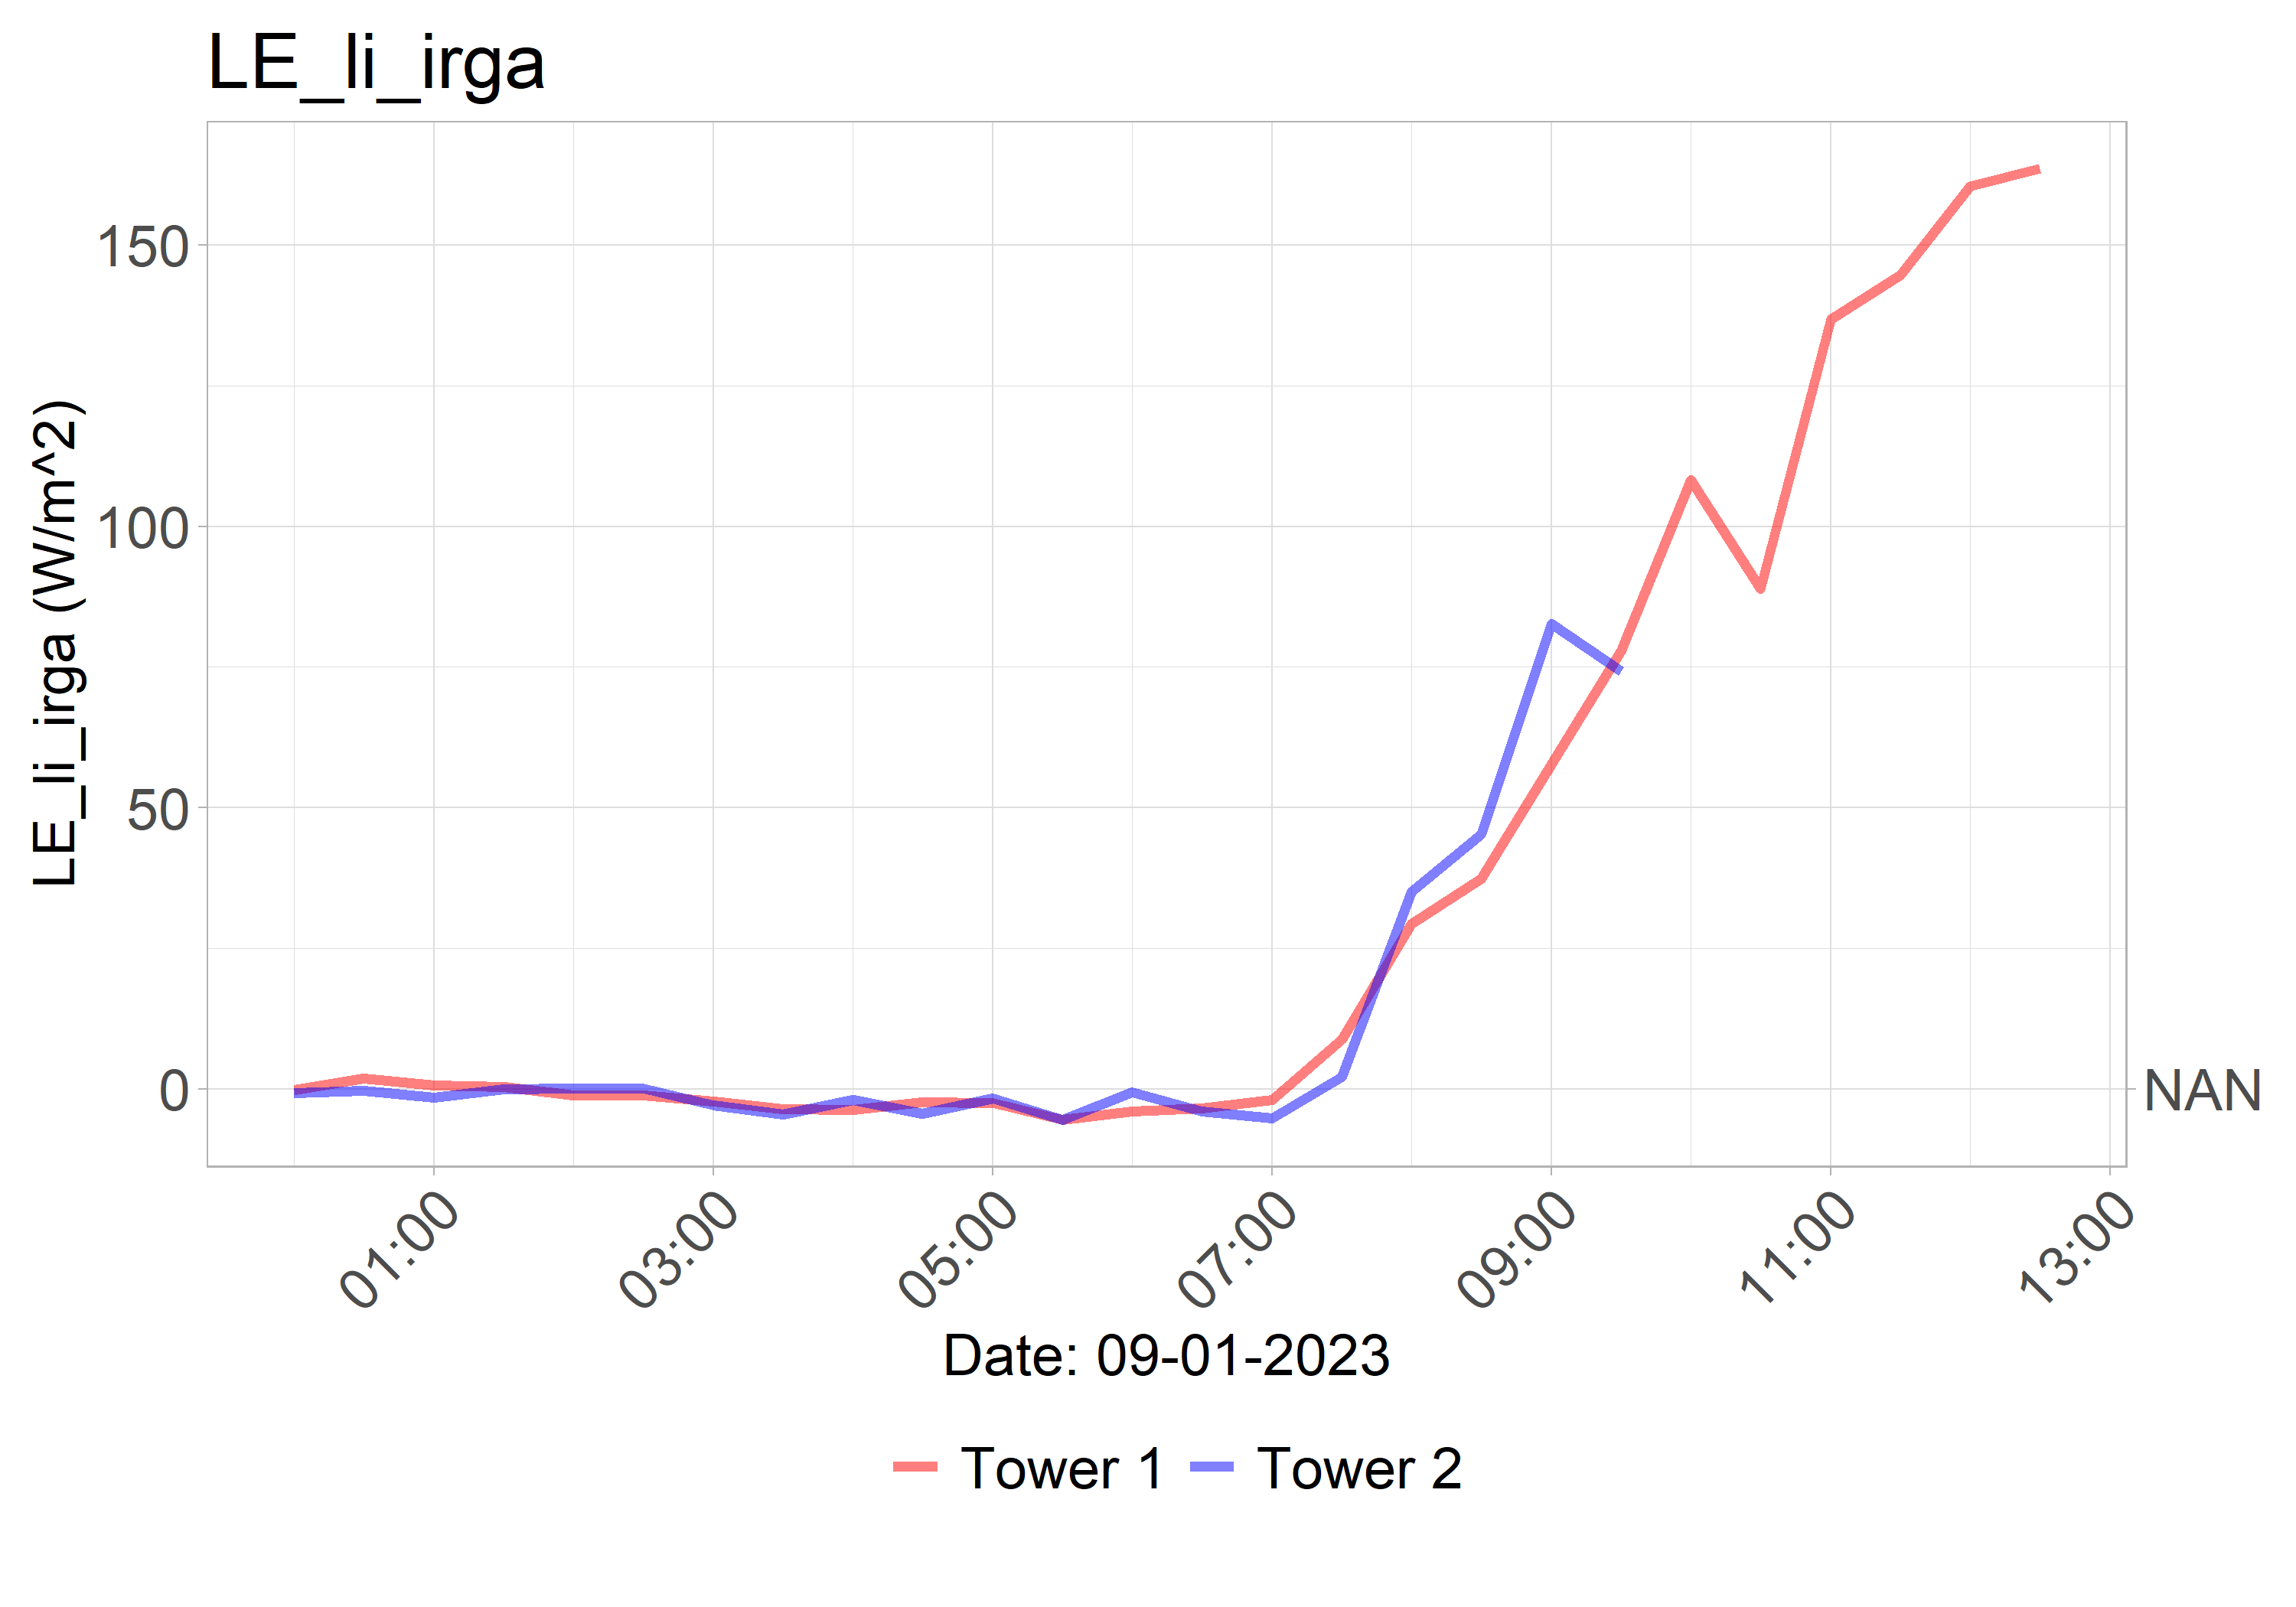 LE_li_irga
LE_li_irga (W/m^2)
150
100
50
0
NAN
01:00
03:00
05:00
07:00
09:00
11:00
13:00
Date: 09-01-2023
Tower 1
Tower 2